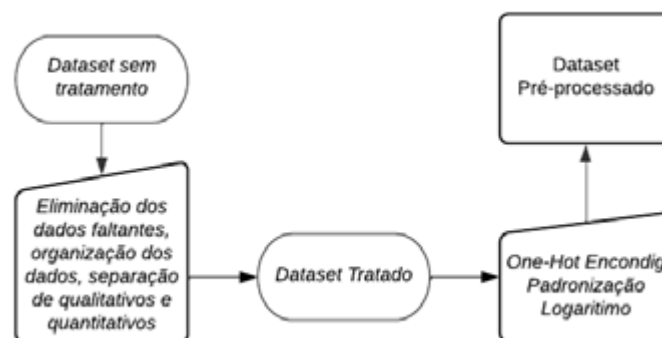 Dataset sem
tratamento
Eliminação dos
dados faltantes,
organização dos
dados, separação
de qualitativos e
quantitativos
Dataset Tratado
One-Hot Encondig
Padronização
Logaritimo
Dataset
Pré-processado